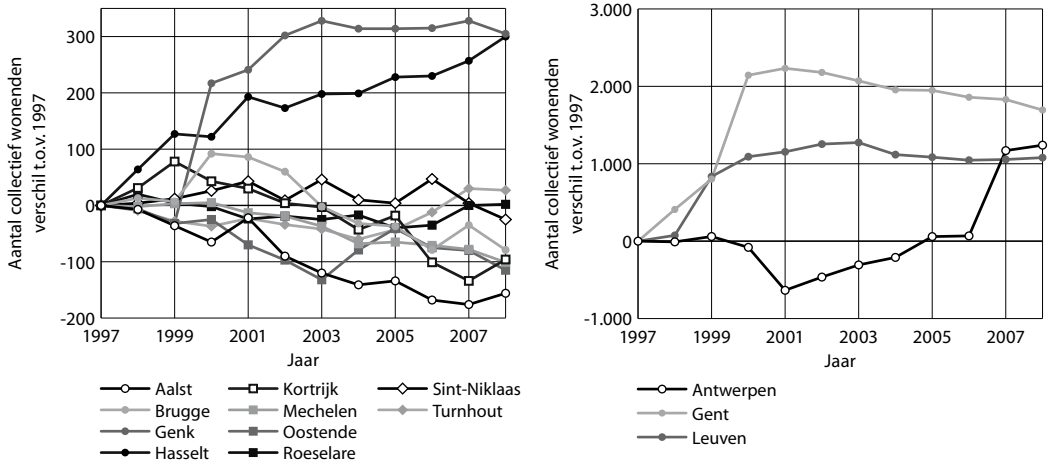 Aantal collectief wonenden
verschil t.o.v. 1997
300
200
100
0
-100
-200
1997 1999 2001 2003 2005 2007
Jaar
Aalst
Brugge
Genk
Hasselt
Kortrijk
Mechelen
Oostende
Roeselare
Sint-Niklaas
Turnhout
Aantal collectief wonenden
verschil t.o.v. 1997
3.000
2.000
1.000
0
-1.000
1997 1999 2001 2003 2005 2007
Jaar
Antwerpen
Gent
Leuven